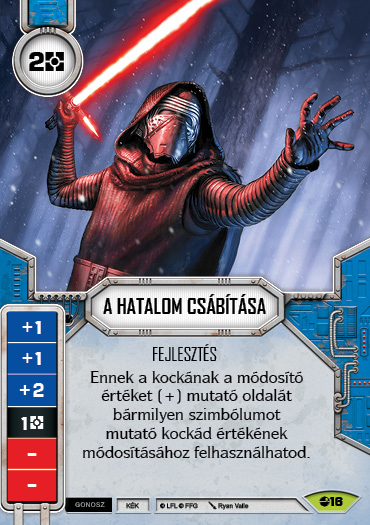 2
A HATALOM CSÁBÍTÁSA
+1
+1
+2
1
−
−
FEJLESZTÉS
Ennek a kockának a módosító
értéket (+) mutató oldalát
bármilyen szimbólumot
mutató kockád értékének
módosításához felhasználhatod.
GONOSZ
KÉK
© LFL © FFG
Ryan Valle
16